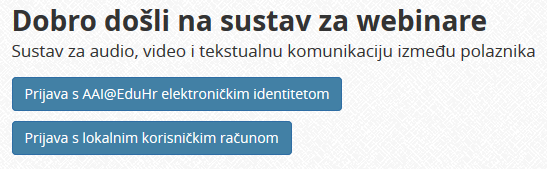 Dobro došli na sustav za webinare
Sustav za audio, video i tekstualnu komunikaciju između polaznika
Prijava s AAI@EduHr elektroničkim identitetom
Prijava s lokalnim korisničkim računom